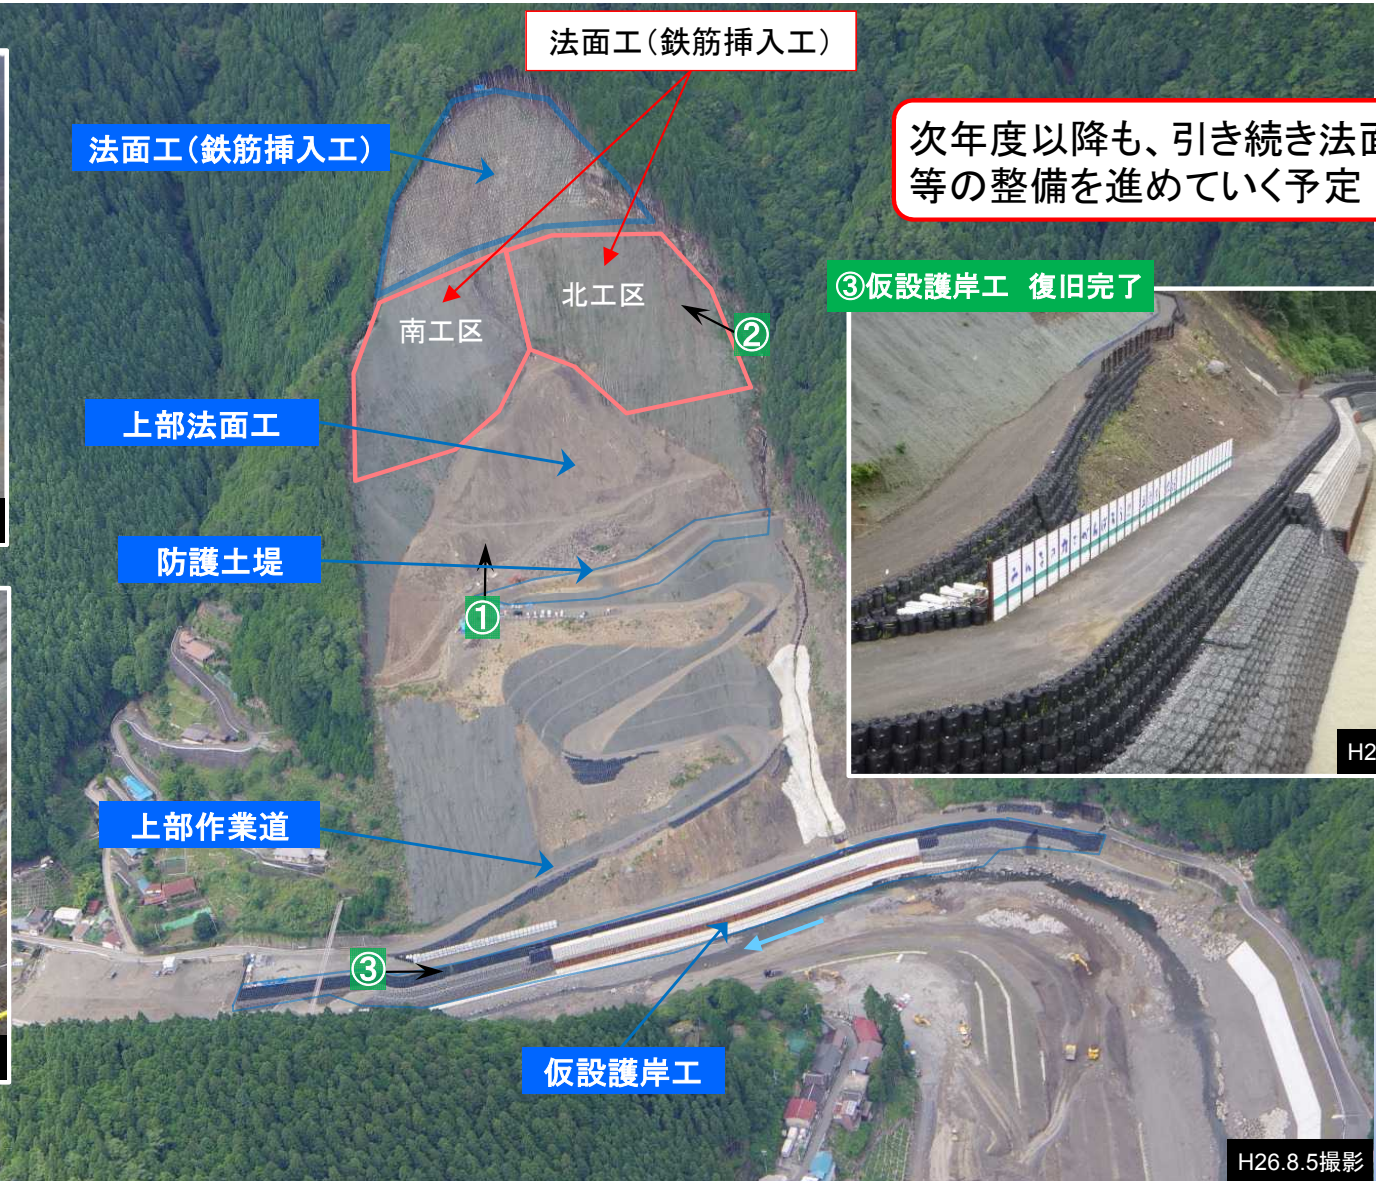 法面工(鉄筋挿入工)
法面工(鉄筋挿入工)
次年度以降も、引き続き法面
等の整備を進めていく予定
③仮設護岸工 復旧完了
北工区
南工区
②
上部法面工
防護土堤
①
H2
上部作業道
③
仮設護岸工
H26.8.5撮影